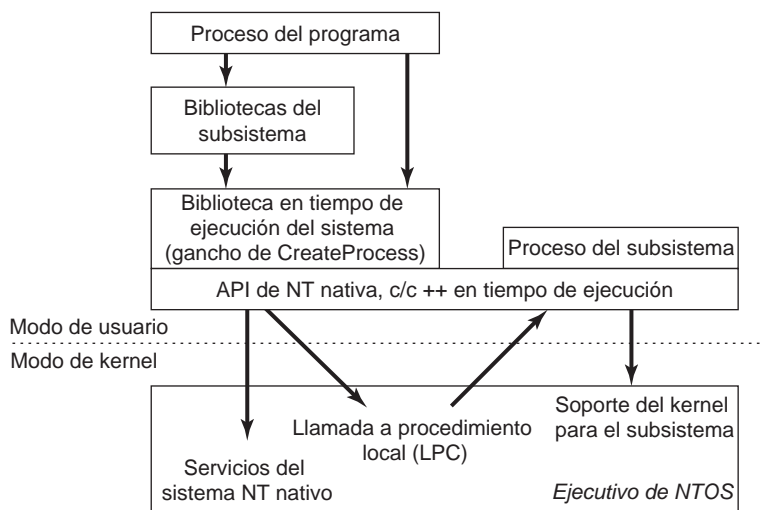 Proceso del programa
Bibliotecas del
subsistema
Biblioteca en tiempo de
ejecución del sistema
(gancho de CreateProcess)
Proceso del subsistema
API de NT nativa, c/c ++ en tiempo de ejecución
Modo de usuario
Modo de kernel
Soporte del kernel
para el subsistema
Llamada a procedimiento
local (LPC)
Servicios del
sistema NT nativo
Ejecutivo de NTOS